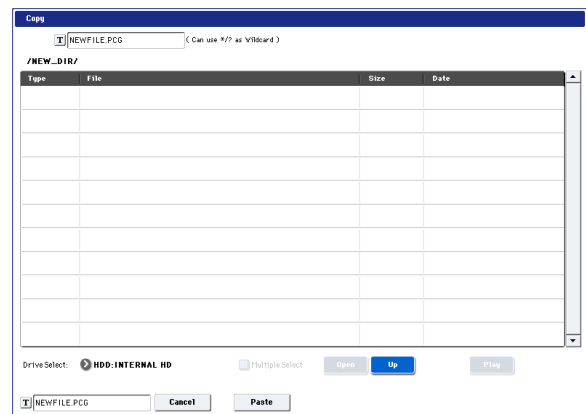 Copy
T NEWFILE.PCG ( Can use */? as Wildcard )
/NEW_DIR/
Type File Size Date
Drive Select: HDD:INTERNAL HD Multiple Select Open Up Play
T NEWFILE.PCG Cancel Paste